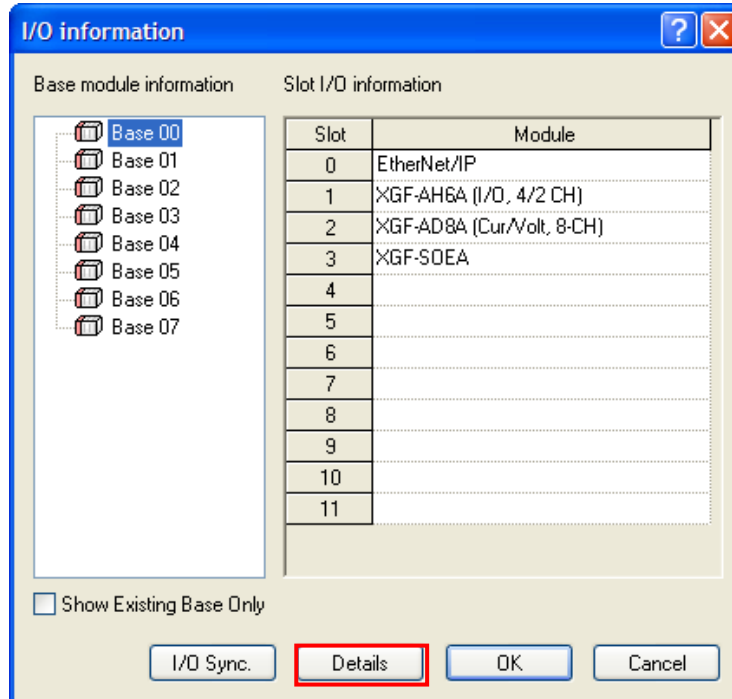 I/O information
Base module information
Slot I/O information
Base 00
Base 01
Base 02
Base 03
Base 04
Base 05
Base 06
Base 07
Slot Module
0 EtherNet/IP
1 XGF-AH6A (I/O, 4/2 CH)
2 XGF-AD8A (Cur/Volt, 8-CH)
3 XGF-SOEA
4
5
6
7
8
9
10
11
Show Existing Base Only
I/O Sync. Details OK Cancel